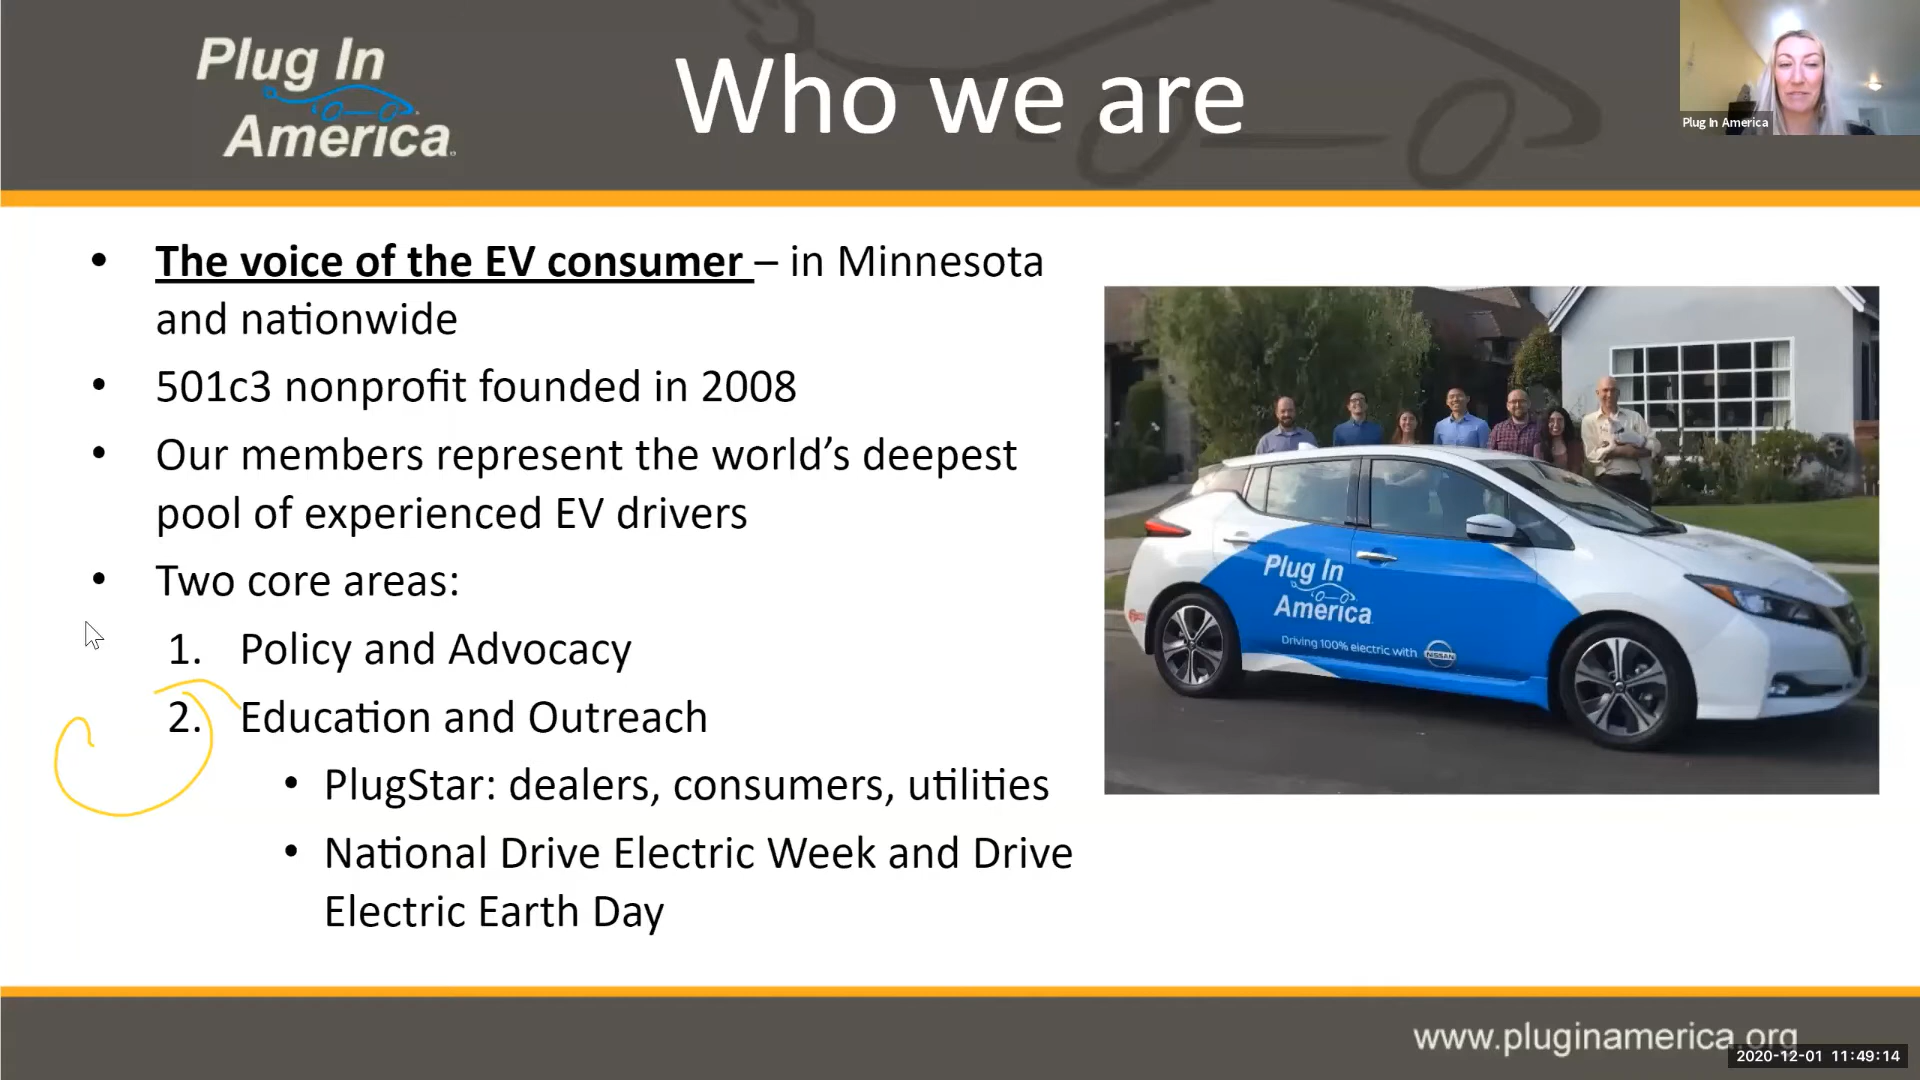 Plug In
America
Who we are
Plug In America
• The voice of the EV consumer – in Minnesota
and nationwide
• 501c3 nonprofit founded in 2008
• Our members represent the world’s deepest
pool of experienced EV drivers
• Two core areas:
1. Policy and Advocacy
2. Education and Outreach
• PlugStar: dealers, consumers, utilities
• National Drive Electric Week and Drive
Electric Earth Day
Plug In
America
Driving 100% electric with NISSAN
www.pluginamerica.org
2020-12-01 11:49:14